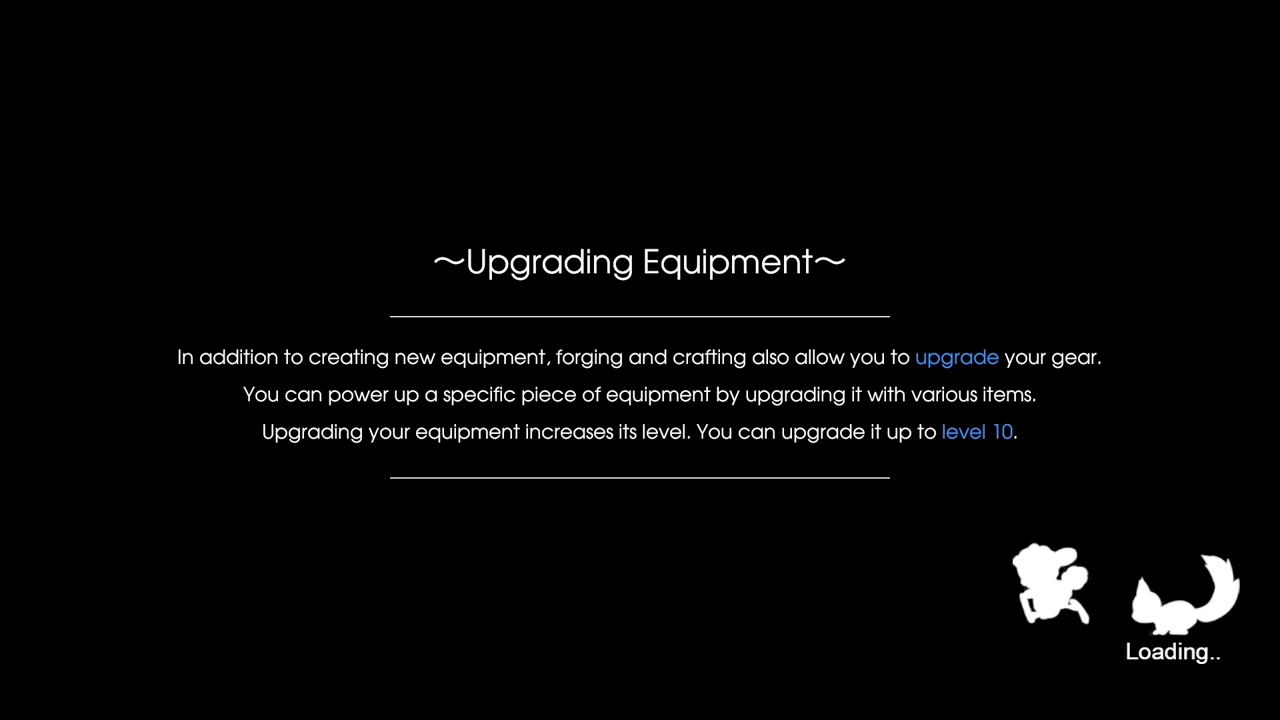 ～Upgrading Equipment～
In addition to creating new equipment, forging and crafting also allow you to upgrade your gear.
You can power up a specific piece of equipment by upgrading it with various items.
Upgrading your equipment increases its level. You can upgrade it up to level 10.
Loading..